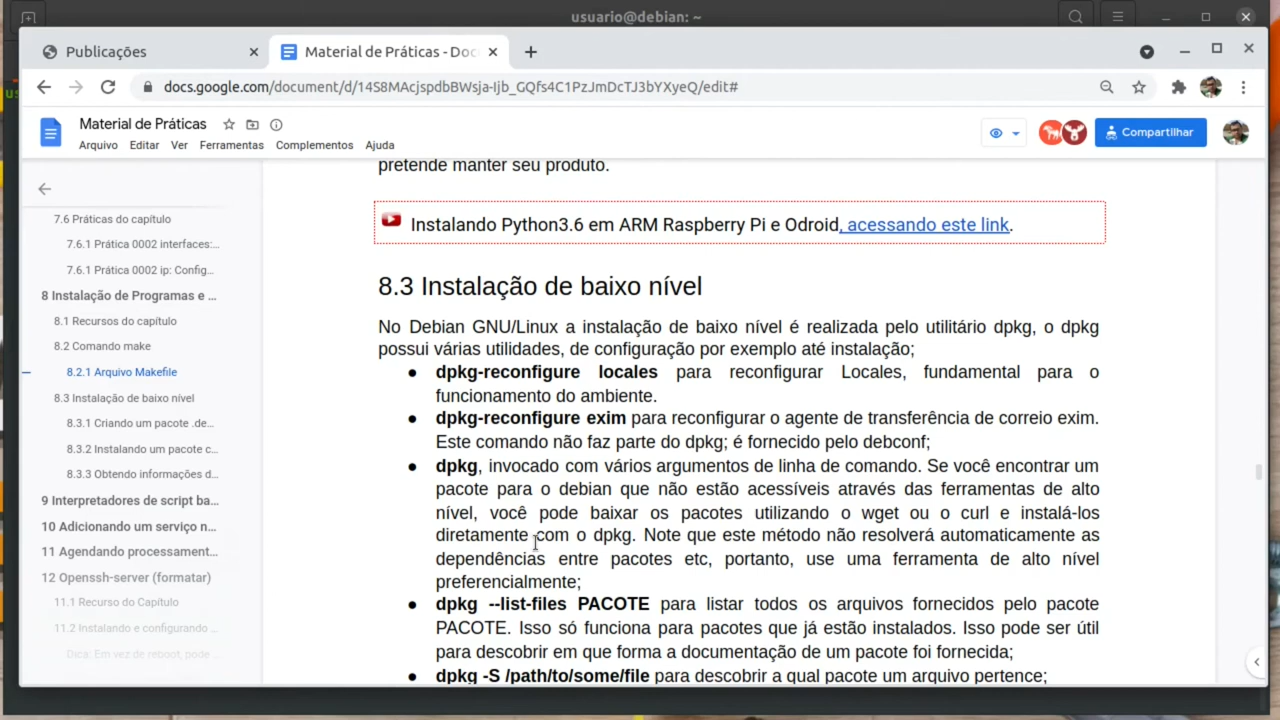 usuario@debian: ~
Publicações
Material de Práticas - Doc
docs.google.com/document/d/14S8MAcjspdbBWsja-Ijb_GQfs4C1PzJmDcTJ3bYXyeQ/edit#
Material de Práticas
Arquivo Editar Ver Ferramentas Complementos Ajuda
Compartilhar
7.6 Práticas do capítulo
7.6.1 Prática 0002 interfaces:...
7.6.1 Prática 0002 ip: Config...
8 Instalação de Programas e ...
8.1 Recursos do capítulo
8.2 Comando make
8.2.1 Arquivo Makefile
8.3 Instalação de baixo nível
8.3.1 Criando um pacote .de...
8.3.2 Instalando um pacote c...
8.3.3 Obtendo informações d...
9 Interpretadores de script ba...
10 Adicionando um serviço n...
11 Agendando processament...
12 Openssh-server (formatar)
11.1 Recurso do Capítulo
11.2 Instalando e configurando ...
Dica: Em vez de reboot, pode ...
pretende manter seu produto.
Instalando Python3.6 em ARM Raspberry Pi e Odroid, acessando este link.
8.3 Instalação de baixo nível
No Debian GNU/Linux a instalação de baixo nível é realizada pelo utilitário dpkg, o dpkg
possui várias utilidades, de configuração por exemplo até instalação;
● dpkg-reconfigure locales para reconfigurar Locales, fundamental para o
funcionamento do ambiente.
● dpkg-reconfigure exim para reconfigurar o agente de transferência de correio exim.
Este comando não faz parte do dpkg; é fornecido pelo debconf;
● dpkg, invocado com vários argumentos de linha de comando. Se você encontrar um
pacote para o debian que não estão acessíveis através das ferramentas de alto
nível, você pode baixar os pacotes utilizando o wget ou o curl e instalá-los
diretamente com o dpkg. Note que este método não resolverá automaticamente as
dependências entre pacotes etc, portanto, use uma ferramenta de alto nível
preferencialmente;
● dpkg --list-files PACOTE para listar todos os arquivos fornecidos pelo pacote
PACOTE. Isso só funciona para pacotes que já estão instalados. Isso pode ser útil
para descobrir em que forma a documentação de um pacote foi fornecida;
● dpkg -S /path/to/some/file para descobrir a qual pacote um arquivo pertence;